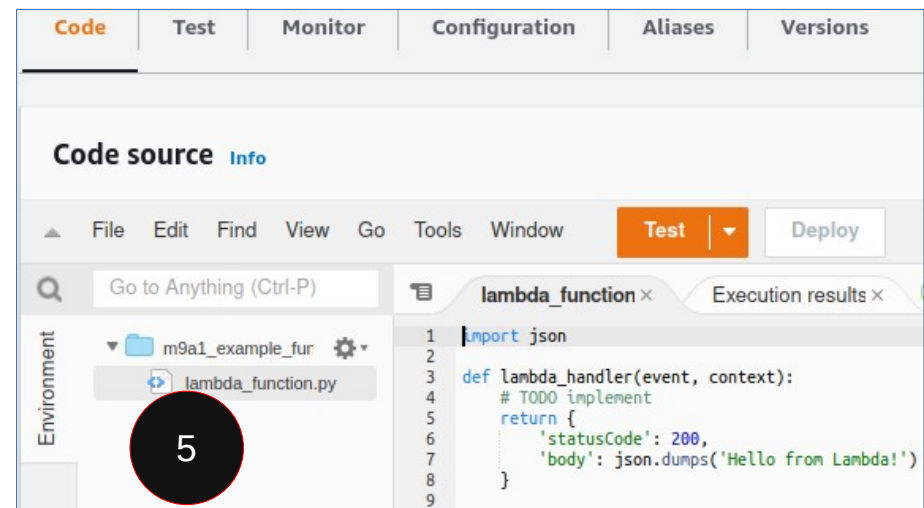 Code Test Monitor Configuration Aliases Versions
Code source Info
File Edit Find View Go Tools Window Test Deploy
Go to Anything (Ctrl-P)
lambda_function × Execution results ×
Environment
m9a1_example_fun
lambda_function.py
5
1 import json
2
3 def lambda_handler(event, context):
4     # TODO implement
5     return {
6         'statusCode': 200,
7         'body': json.dumps('Hello from Lambda!')
8     }
9